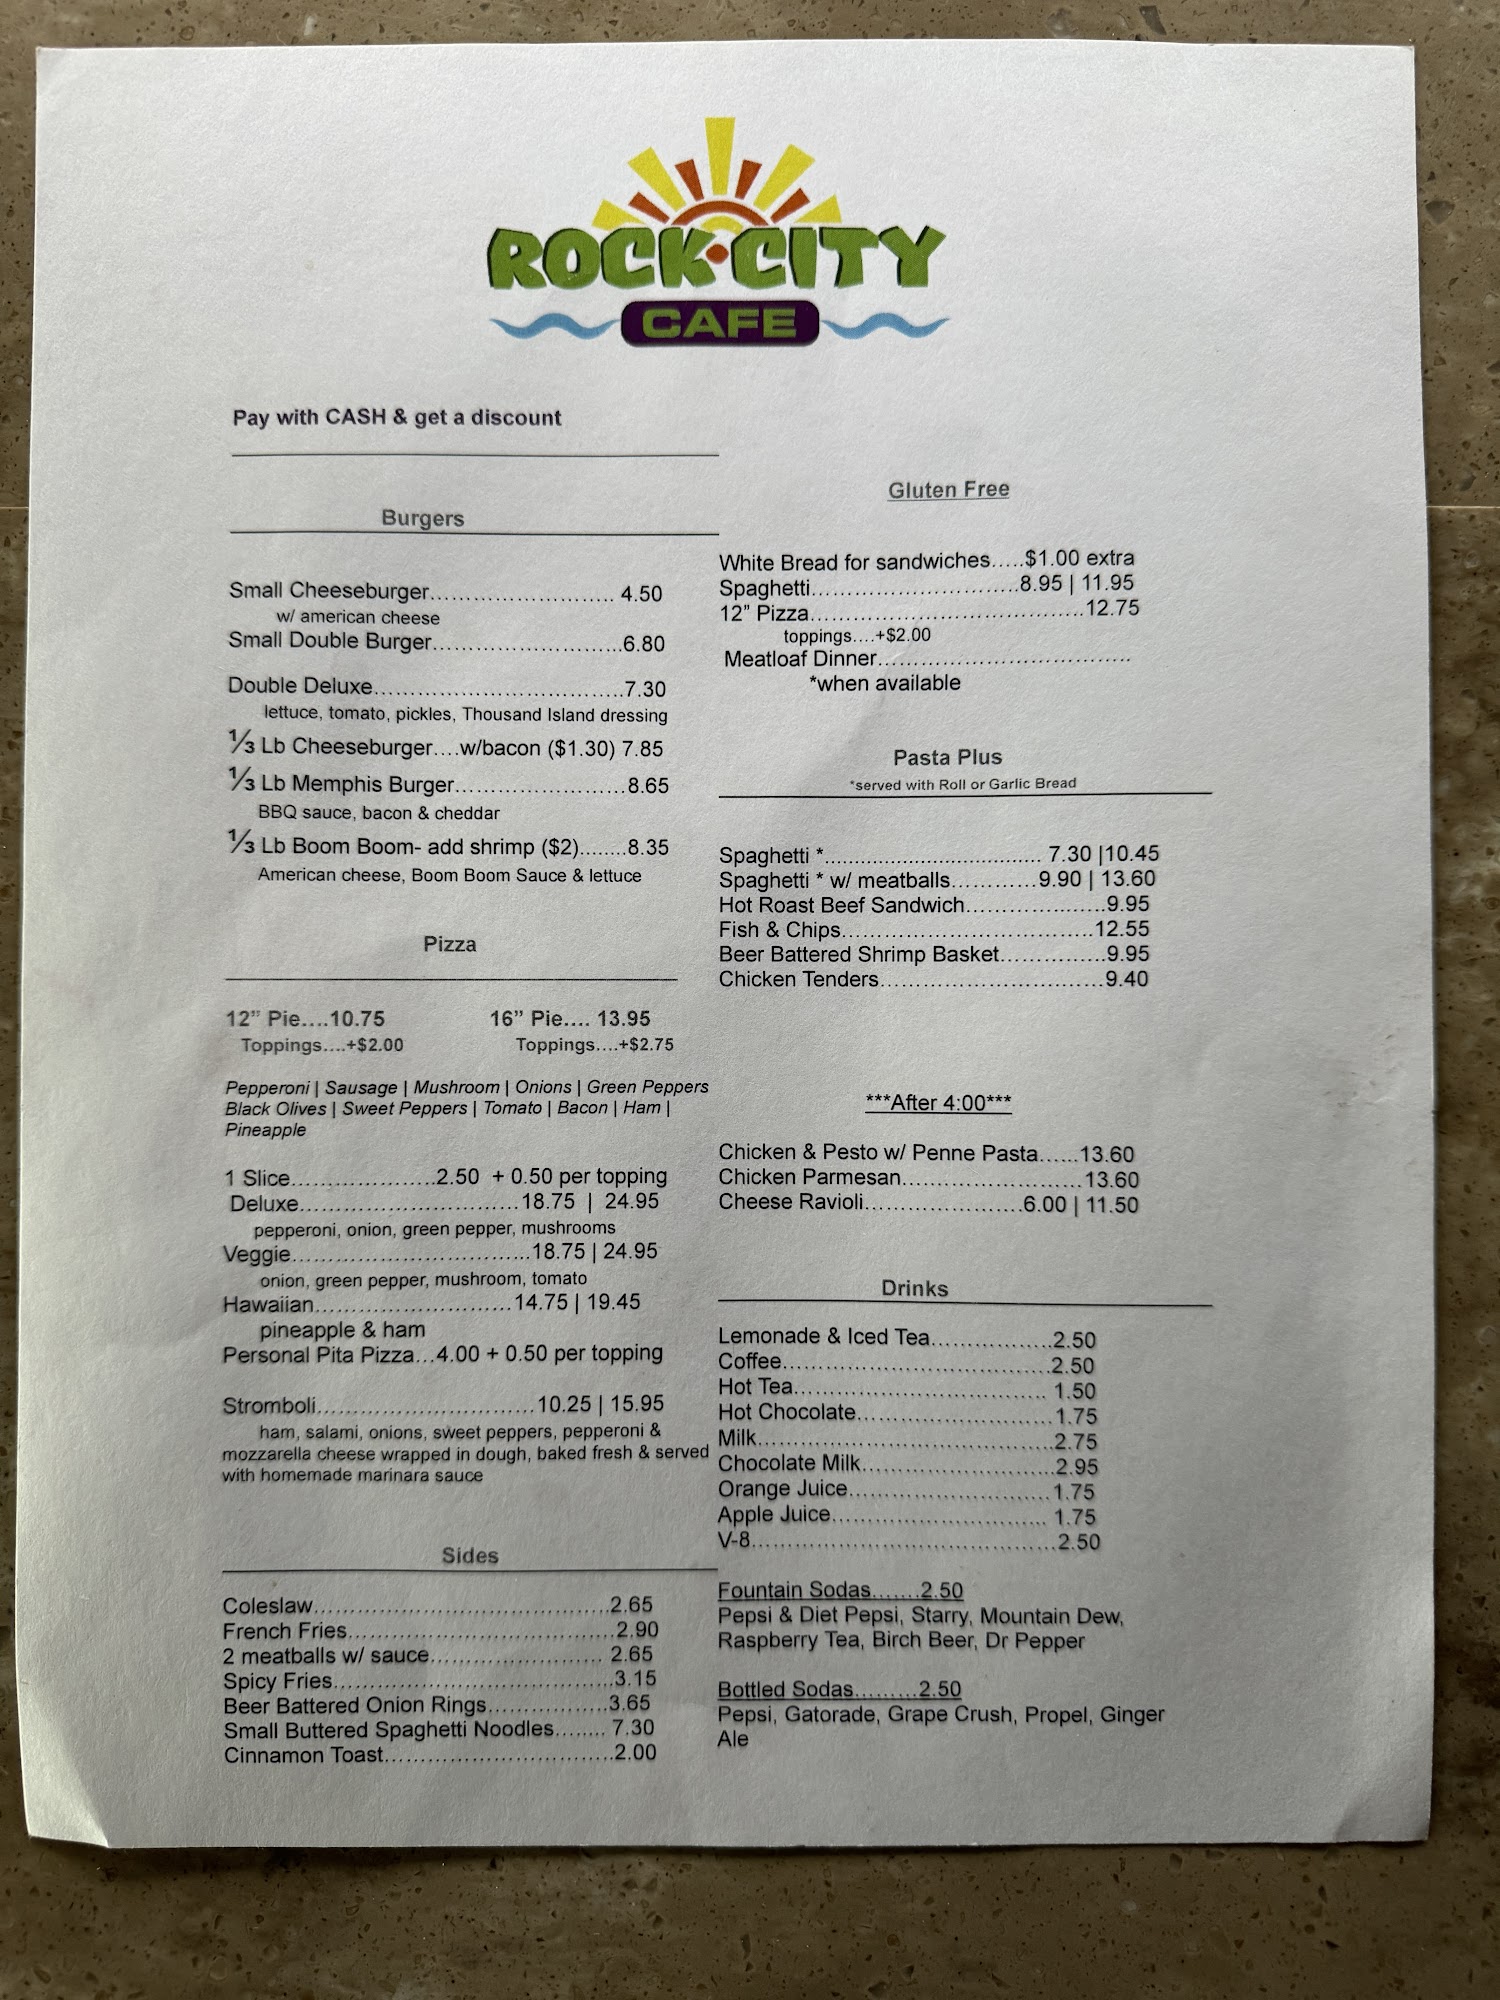 ROCK•CITY
CAFE
Pay with CASH & get a discount
Burgers
Small Cheeseburger.......................... 4.50
w/ american cheese
Small Double Burger...........................6.80
Double Deluxe...................................7.30
lettuce, tomato, pickles, Thousand Island dressing
⅓ Lb Cheeseburger....w/bacon ($1.30) 7.85
⅓ Lb Memphis Burger........................8.65
BBQ sauce, bacon & cheddar
⅓ Lb Boom Boom- add shrimp ($2)........8.35
American cheese, Boom Boom Sauce & lettuce
Pizza
12” Pie....10.75 16” Pie.... 13.95
Toppings....+$2.00 Toppings....+$2.75
Pepperoni | Sausage | Mushroom | Onions | Green Peppers
Black Olives | Sweet Peppers | Tomato | Bacon | Ham |
Pineapple
1 Slice....................2.50 + 0.50 per topping
Deluxe...............................18.75 | 24.95
pepperoni, onion, green pepper, mushrooms
Veggie.................................18.75 | 24.95
onion, green pepper, mushroom, tomato
Hawaiian...........................14.75 | 19.45
pineapple & ham
Personal Pita Pizza...4.00 + 0.50 per topping
Stromboli..............................10.25 | 15.95
ham, salami, onions, sweet peppers, pepperoni &
mozzarella cheese wrapped in dough, baked fresh & served
with homemade marinara sauce
Sides
Coleslaw.........................................2.65
French Fries.....................................2.90
2 meatballs w/ sauce........................ 2.65
Spicy Fries.......................................3.15
Beer Battered Onion Rings.................3.65
Small Buttered Spaghetti Noodles........ 7.30
Cinnamon Toast................................2.00
Gluten Free
White Bread for sandwiches.....$1.00 extra
Spaghetti.............................8.95 | 11.95
12” Pizza.......................................12.75
toppings....+$2.00
Meatloaf Dinner...................................
*when available
Pasta Plus
*served with Roll or Garlic Bread
Spaghetti *.................................... 7.30 |10.45
Spaghetti * w/ meatballs............9.90 | 13.60
Hot Roast Beef Sandwich....................9.95
Fish & Chips...................................12.55
Beer Battered Shrimp Basket...............9.95
Chicken Tenders...............................9.40
***After 4:00***
Chicken & Pesto w/ Penne Pasta......13.60
Chicken Parmesan.........................13.60
Cheese Ravioli......................6.00 | 11.50
Drinks
Lemonade & Iced Tea.................2.50
Coffee......................................2.50
Hot Tea.................................... 1.50
Hot Chocolate............................1.75
Milk..........................................2.75
Chocolate Milk...........................2.95
Orange Juice.............................1.75
Apple Juice............................... 1.75
V-8...........................................2.50
Fountain Sodas.......2.50
Pepsi & Diet Pepsi, Starry, Mountain Dew,
Raspberry Tea, Birch Beer, Dr Pepper
Bottled Sodas.........2.50
Pepsi, Gatorade, Grape Crush, Propel, Ginger
Ale